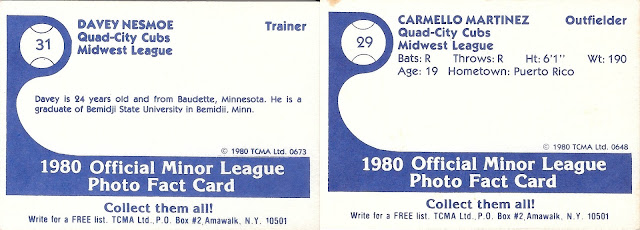 31
DAVEY NESMOE
Trainer
Quad-City Cubs
Midwest League
Davey is 24 years old and from Baudette, Minnesota. He is a
graduate of Bemidji State University in Bemidii, Minn.
© 1980 TCMA Ltd. 0673
1980 Official Minor League
Photo Fact Card
Collect them all!
Write for a FREE list. TCMA Ltd., P.O. Box #2, Amawalk, N.Y. 10501
29
CARMELLO MARTINEZ
Outfielder
Quad-City Cubs
Midwest League
Bats: R Throws: R Ht: 6'1" Wt: 190
Age: 19 Hometown: Puerto Rico
© 1980 TCMA Ltd. 0648
1980 Official Minor League
Photo Fact Card
Collect them all!
Write for a FREE list. TCMA Ltd., P.O. Box #2, Amawalk, N.Y. 10501